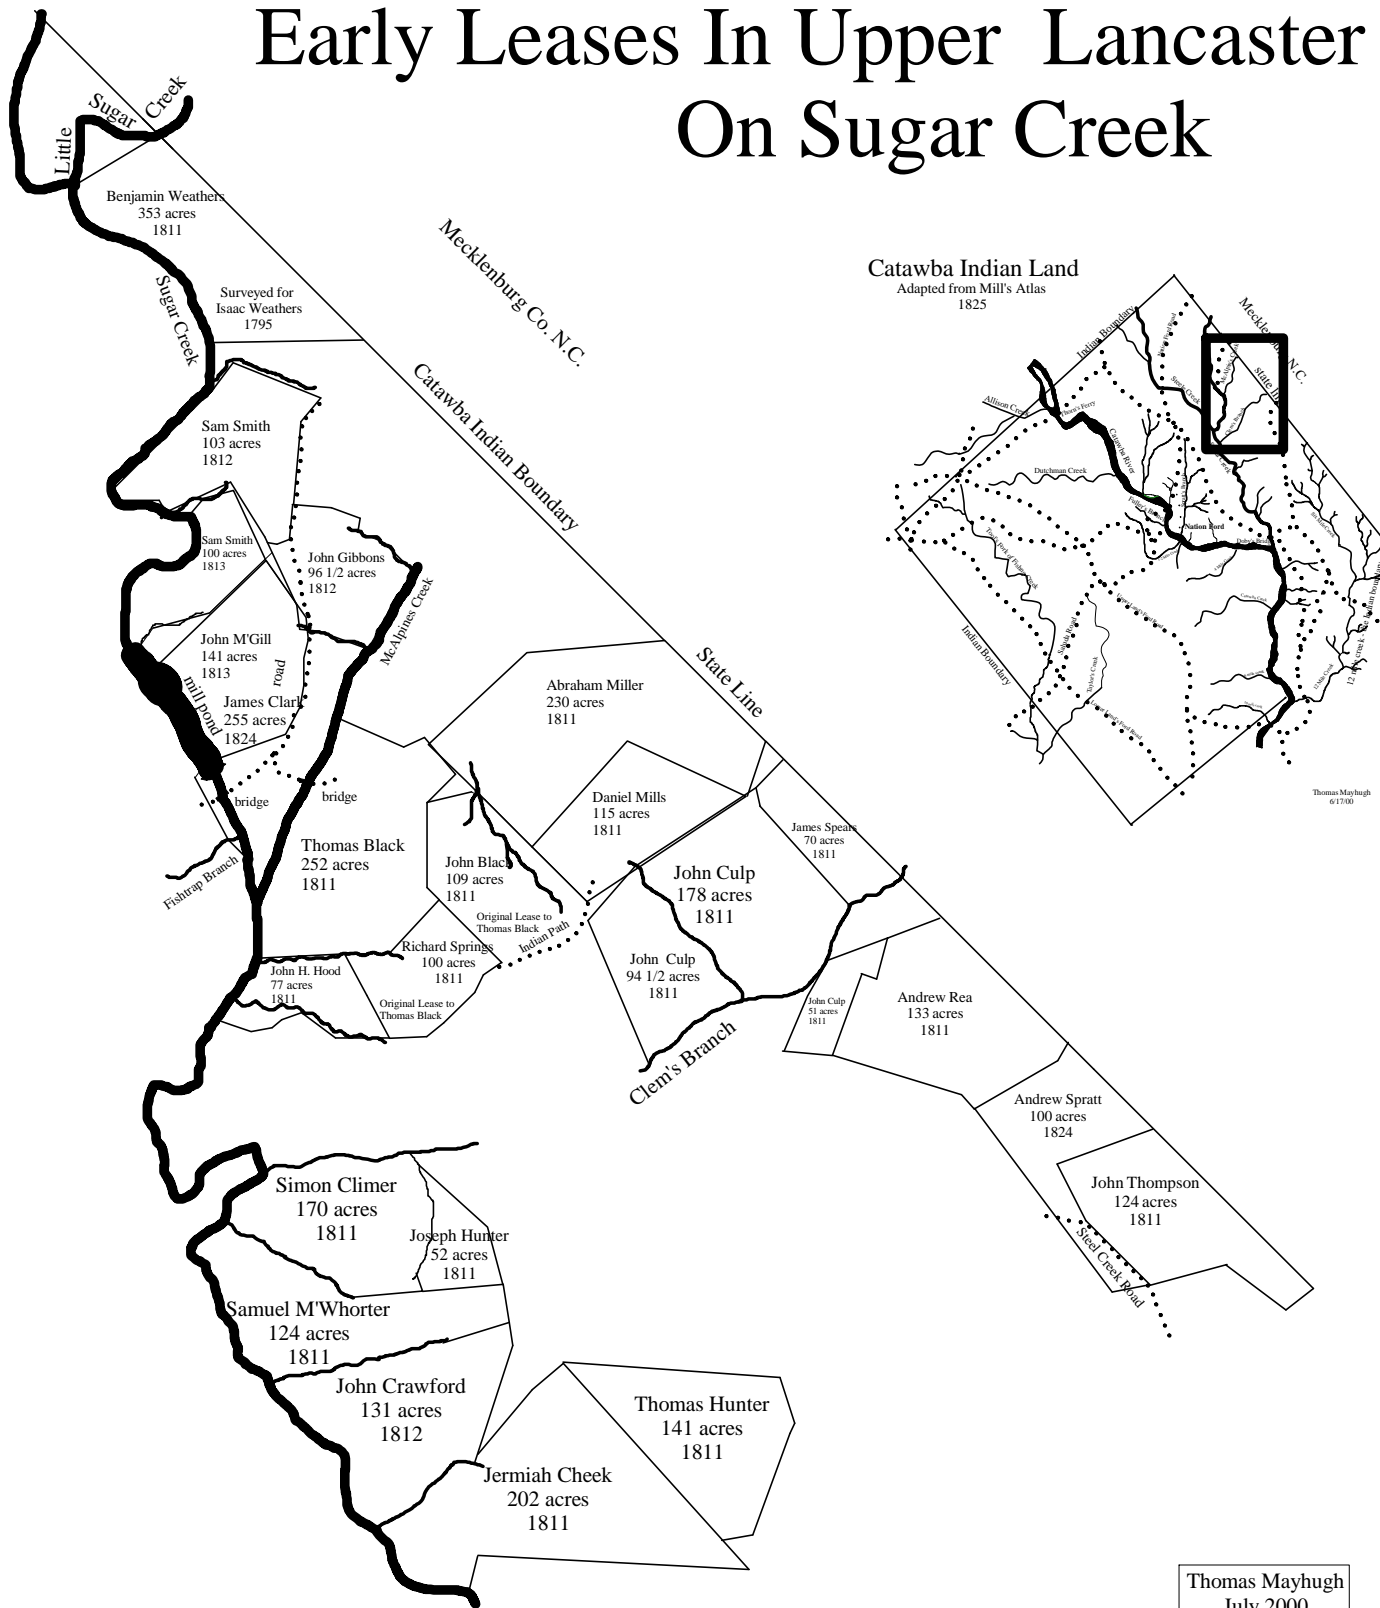 Early Leases In Upper Lancaster
On Sugar Creek
Little
Sugar
Creek
Benjamin Weathers
353 acres
1811
Sugar Creek
Surveyed for
Isaac Weathers
1795
Mecklenburg Co. N.C.
Catawba Indian Boundary
State Line
Sam Smith
103 acres
1812
Sam Smith
100 acres
1813
John Gibbons
96 1/2 acres
1812
McAlpines Creek
John M'Gill
141 acres
1813
road
mill pond
James Clark
255 acres
1824
bridge
bridge
Fishtrap Branch
Thomas Black
252 acres
1811
Abraham Miller
230 acres
1811
Daniel Mills
115 acres
1811
John Black
109 acres
1811
Original Lease to
Thomas Black
Indian Path
Richard Springs
100 acres
1811
Original Lease to
Thomas Black
John H. Hood
77 acres
1811
James Spears
70 acres
1811
John Culp
178 acres
1811
John Culp
94 1/2 acres
1811
John Culp
51 acres
1811
Clem's Branch
Andrew Rea
133 acres
1811
Andrew Spratt
100 acres
1824
John Thompson
124 acres
1811
Steel Creek Road
Simon Climer
170 acres
1811
Joseph Hunter
52 acres
1811
Samuel M'Whorter
124 acres
1811
John Crawford
131 acres
1812
Jermiah Cheek
202 acres
1811
Thomas Hunter
141 acres
1811
Catawba Indian Land
Adapted from Mill's Atlas
1825
Indian Boundary
N.C.
state
Allison Creek
Catawba River
Dutchman Creek
Nation Ford
Indian Boundary
Saluda Road
Taylor's Creek
Thomas Mayhugh
6/17/00
Thomas Mayhugh
July 2000